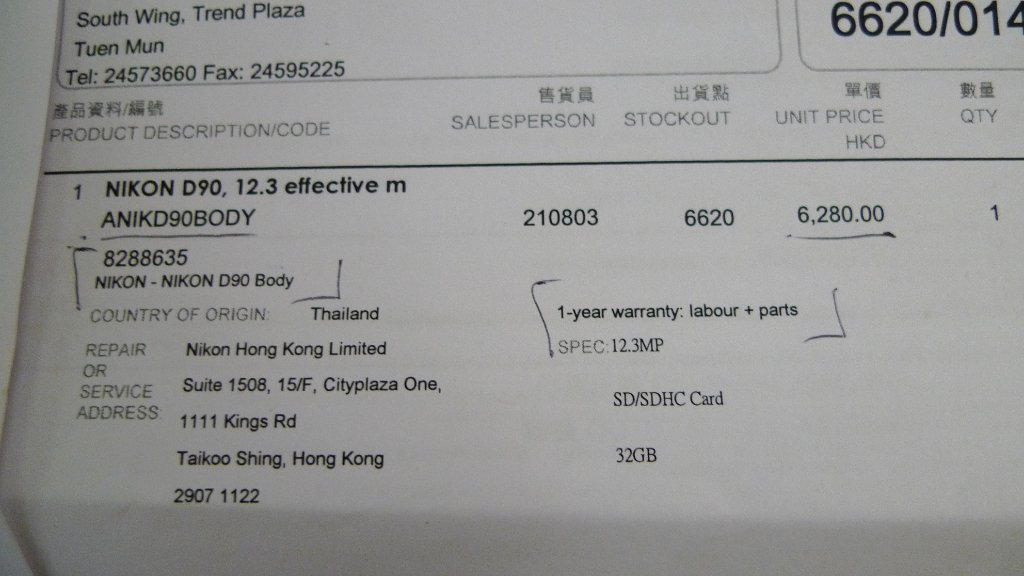 South Wing, Trend Plaza
Tuen Mun
Tel: 24573660 Fax: 24595225
6620/014
產品資料/編號 售貨員 出貨點 單價 數量
PRODUCT DESCRIPTION/CODE SALESPERSON STOCKOUT UNIT PRICE QTY
HKD
1 NIKON D90, 12.3 effective m
ANIKD90BODY 210803 6620 6,280.00 1
8288635
NIKON - NIKON D90 Body
COUNTRY OF ORIGIN: Thailand
1-year warranty: labour + parts
REPAIR OR SERVICE ADDRESS:
Nikon Hong Kong Limited
SPEC: 12.3MP
Suite 1508, 15/F, Cityplaza One,
SD/SDHC Card
1111 Kings Rd
Taikoo Shing, Hong Kong
32GB
2907 1122